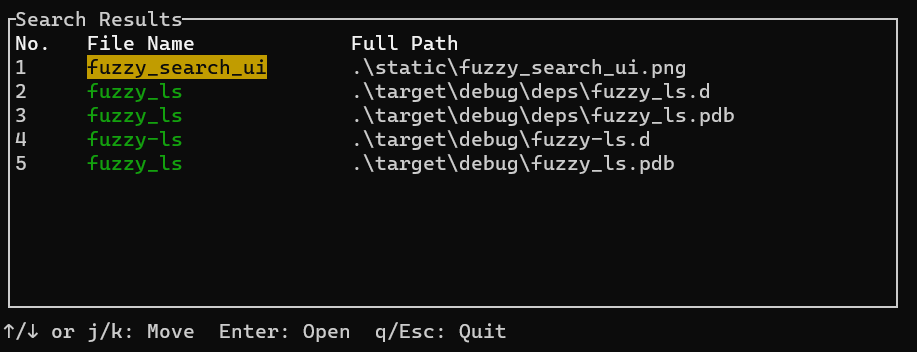 Search Results
No. File Name Full Path
1 fuzzy_search_ui .\static\fuzzy_search_ui.png
2 fuzzy_ls .\target\debug\deps\fuzzy_ls.d
3 fuzzy_ls .\target\debug\deps\fuzzy_ls.pdb
4 fuzzy-ls .\target\debug\fuzzy-ls.d
5 fuzzy_ls .\target\debug\fuzzy_ls.pdb
↑/↓ or j/k: Move Enter: Open q/Esc: Quit